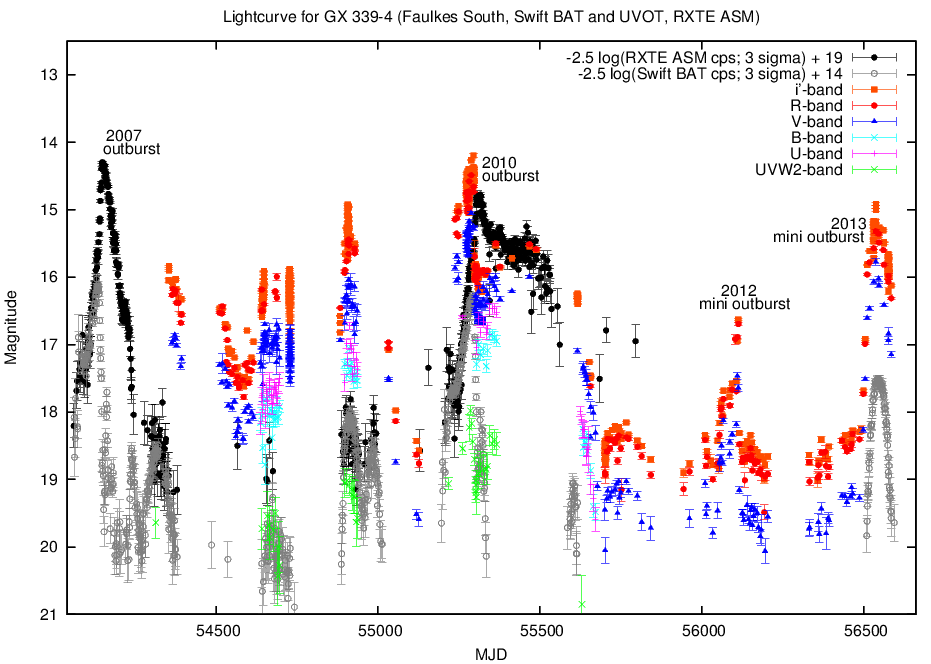 Lightcurve for GX 339-4 (Faulkes South, Swift BAT and UVOT, RXTE ASM)
-2.5 log(RXTE ASM cps; 3 sigma) + 19
-2.5 log(Swift BAT cps; 3 sigma) + 14
i'-band
R-band
V-band
B-band
U-band
UVW2-band
2007
outburst
2010
outburst
2013
mini outburst
2012
mini outburst
Magnitude
13
14
15
16
17
18
19
20
21
54500
55000
55500
56000
56500
MJD